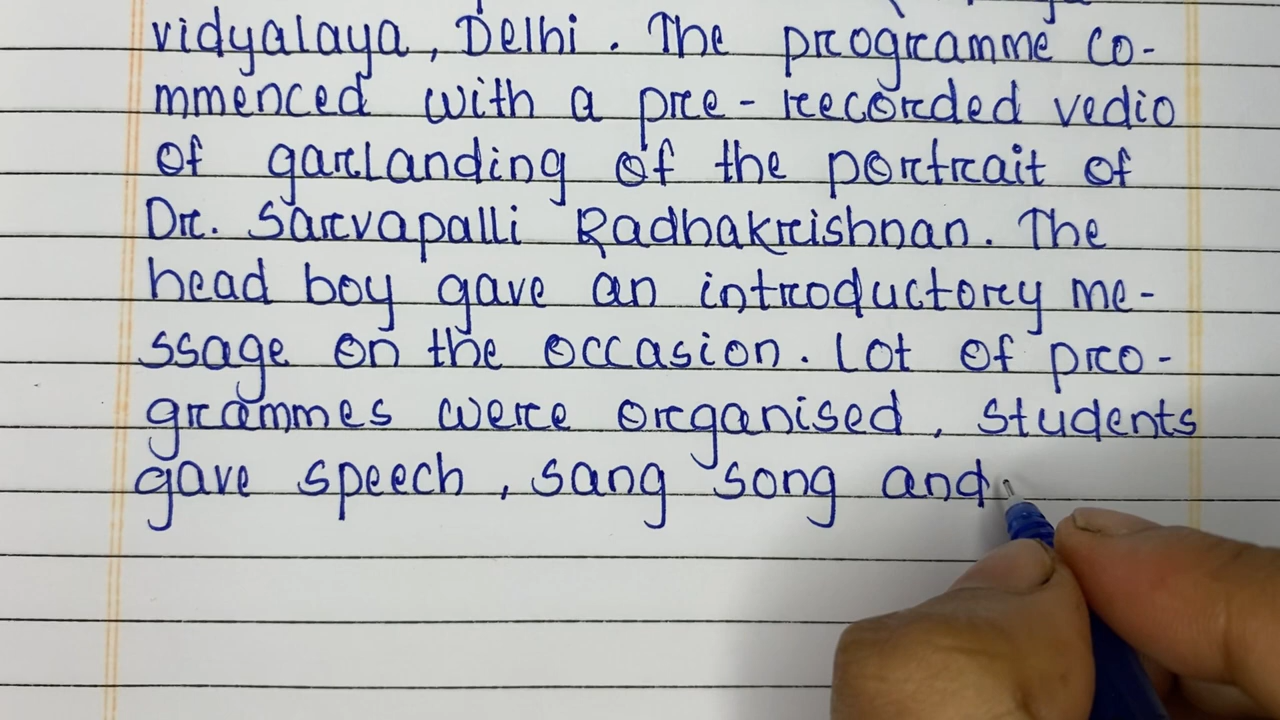 vidyalaya, Delhi. The programme co-
mmenced with a pre-recorded vedio
of garlanding of the portrait of
Dr. Sarvapalli Radhakrishnan. The
head boy gave an introductory me-
ssage on the occasion. Lot of pro-
grammes were organised, students
gave speech, sang song and